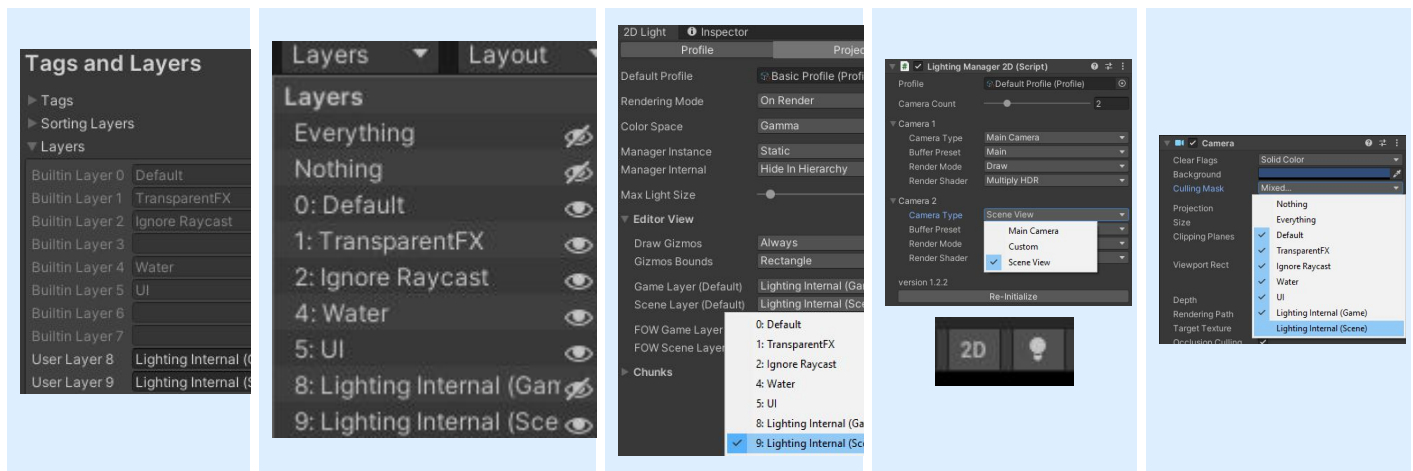 Tags and Layers
Tags
Sorting Layers
Layers
Builtin Layer 0 Default
Builtin Layer 1 TransparentFX
Builtin Layer 2 Ignore Raycast
Builtin Layer 3
Builtin Layer 4 Water
Builtin Layer 5 UI
Builtin Layer 6
Builtin Layer 7
User Layer 8 Lighting Internal (G
User Layer 9 Lighting Internal (S
Layers Layout
Layers
Everything
Nothing
0: Default
1: TransparentFX
2: Ignore Raycast
4: Water
5: UI
8: Lighting Internal (Gam
9: Lighting Internal (Sce
2D Light Inspector
Profile Projec
Default Profile Basic Profile (Profi
Rendering Mode On Render
Color Space Gamma
Manager Instance Static
Manager Internal Hide In Hierarchy
Max Light Size
Editor View
Draw Gizmos Always
Gizmos Bounds Rectangle
Game Layer (Default) Lighting Internal (Ga
Scene Layer (Default) Lighting Internal (Sce
FOW Game Layer
FOW Scene Layer
Chunks
0: Default
1: TransparentFX
2: Ignore Raycast
4: Water
5: UI
8: Lighting Internal (Ga
9: Lighting Internal (Sc
Lighting Manager 2D (Script)
Profile Default Profile (Profile)
Camera Count 2
Camera 1
Camera Type Main Camera
Buffer Preset Main
Render Mode Draw
Render Shader Multiply HDR
Camera 2
Camera Type Scene View
Buffer Preset
Render Mode
Render Shader
Main Camera
Custom
Scene View
version 1.2.2
Re-Initialize
2D
Camera
Clear Flags Solid Color
Background
Culling Mask Mixed...
Projection
Size
Clipping Planes
Viewport Rect
Depth
Rendering Path
Target Texture
Occlusion Culling
Nothing
Everything
Default
TransparentFX
Ignore Raycast
Water
UI
Lighting Internal (Game)
Lighting Internal (Scene)